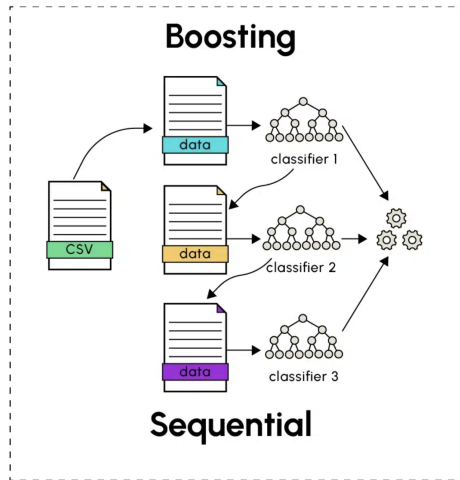 Boosting
data
classifier 1
CSV
data
classifier 2
data
classifier 3
Sequential